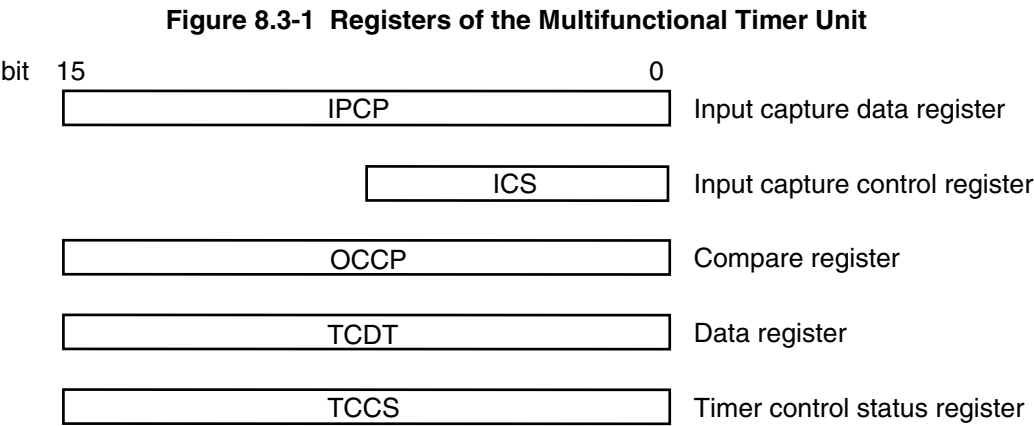 Figure 8.3-1 Registers of the Multifunctional Timer Unit
bit 15 0
IPCP Input capture data register
ICS Input capture control register
OCCP Compare register
TCDT Data register
TCCS Timer control status register